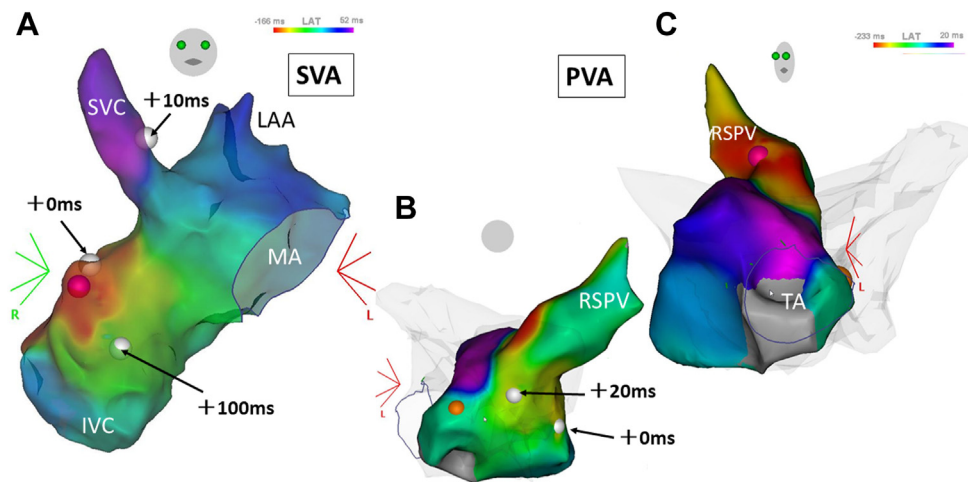 A
-166 ms LAT 52 ms
SVA
PVA
C
-233 ms LAT 20 ms
SVC
+10ms
LAA
RSPV
+0ms
B
MA
R
L
RSPV
L
TA
L
+20ms
+100ms
IVC
+0ms